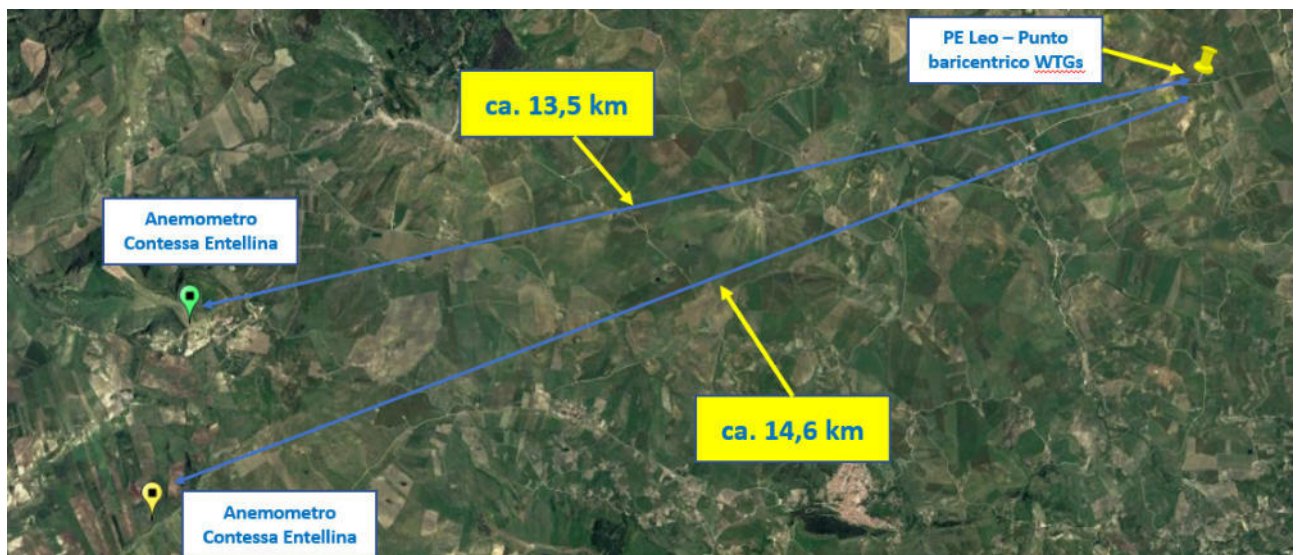 PE Leo – Punto
baricentrico WTGs
ca. 13,5 km
Anemometro
Contessa Entellina
ca. 14,6 km
Anemometro
Contessa Entellina